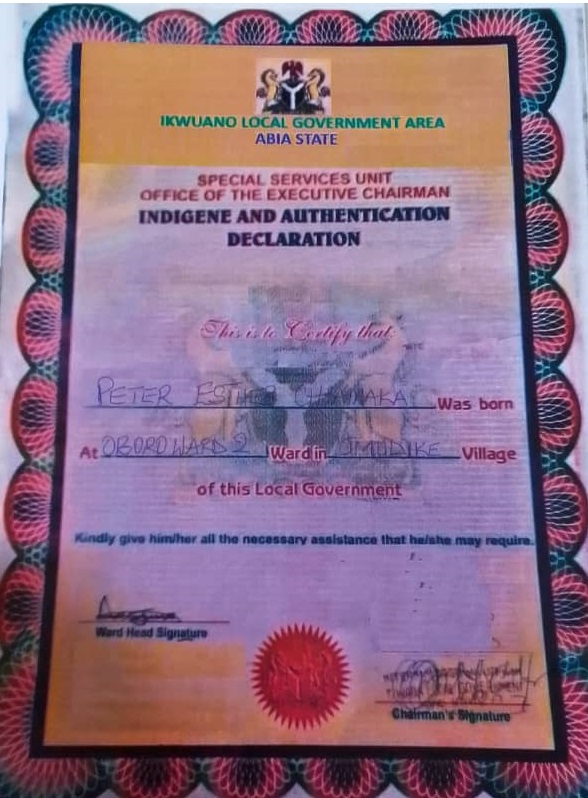 IKWUANO LOCAL GOVERNMENT AREA
ABIA STATE
SPECIAL SERVICES UNIT
OFFICE OF THE EXECUTIVE CHAIRMAN
INDIGENE AND AUTHENTICATION
DECLARATION
This is to Certify that:
PETER ESTHER CHIAMAKA Was born
At OBORO WARD 2 Ward in UMUDIKE Village
of this Local Government
Kindly give him/her all the necessary assistance that he/she may require.
Ward Head Signature
Chairman's Signature